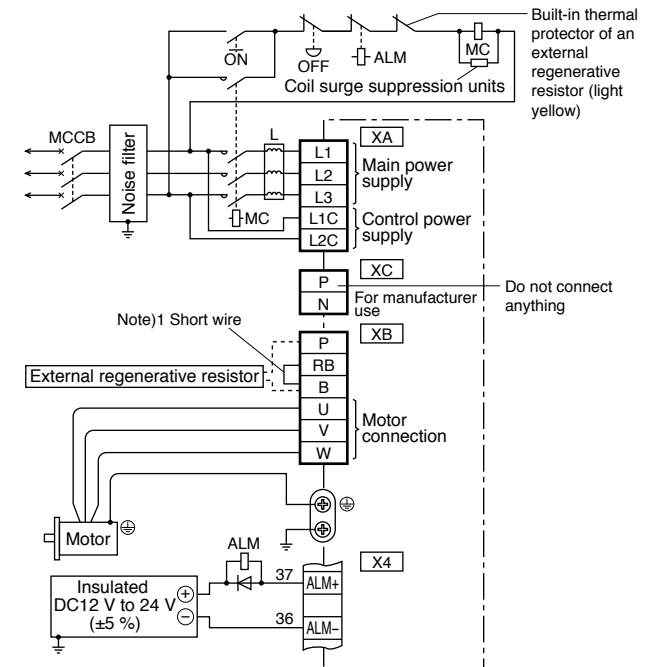 Built-in thermal
protector of an
external
regenerative
resistor (light
yellow)
ON
OFF
ALM
MC
Coil surge suppression units
MCCB
Noise filter
L
MC
XA
L1
L2
L3
Main power
supply
L1C
L2C
Control power
supply
XC
P
N
For manufacturer
use
Do not connect
anything
Note)1 Short wire
XB
P
RB
B
External regenerative resistor
U
V
W
Motor
connection
Motor
ALM
X4
Insulated
DC12 V to 24 V
(±5 %)
+
−
37
ALM+
36
ALM−